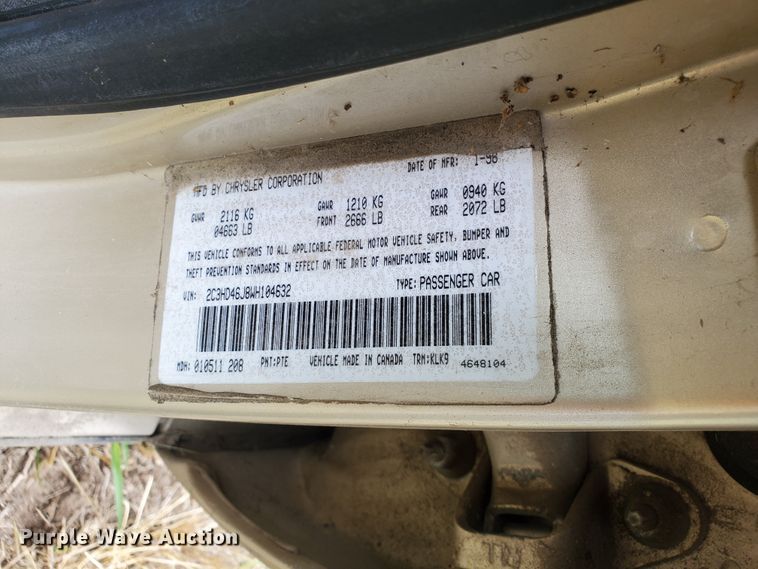 MFD BY CHRYSLER CORPORATION DATE OF MFR: 1-98
GVWR 2116 KG GAWR 1210 KG GAWR 0940 KG
04663 LB FRONT 2666 LB REAR 2072 LB
THIS VEHICLE CONFORMS TO ALL APPLICABLE FEDERAL MOTOR VEHICLE SAFETY, BUMPER AND
THEFT PREVENTION STANDARDS IN EFFECT ON THE DATE OF MANUFACTURE SHOWN ABOVE.
VIN: 2C3HD46J8WH104632 TYPE: PASSENGER CAR
MDH: 010511 208 PNT:PTE VEHICLE MADE IN CANADA TRM:KLK9 4648104
Purple Wave Auction